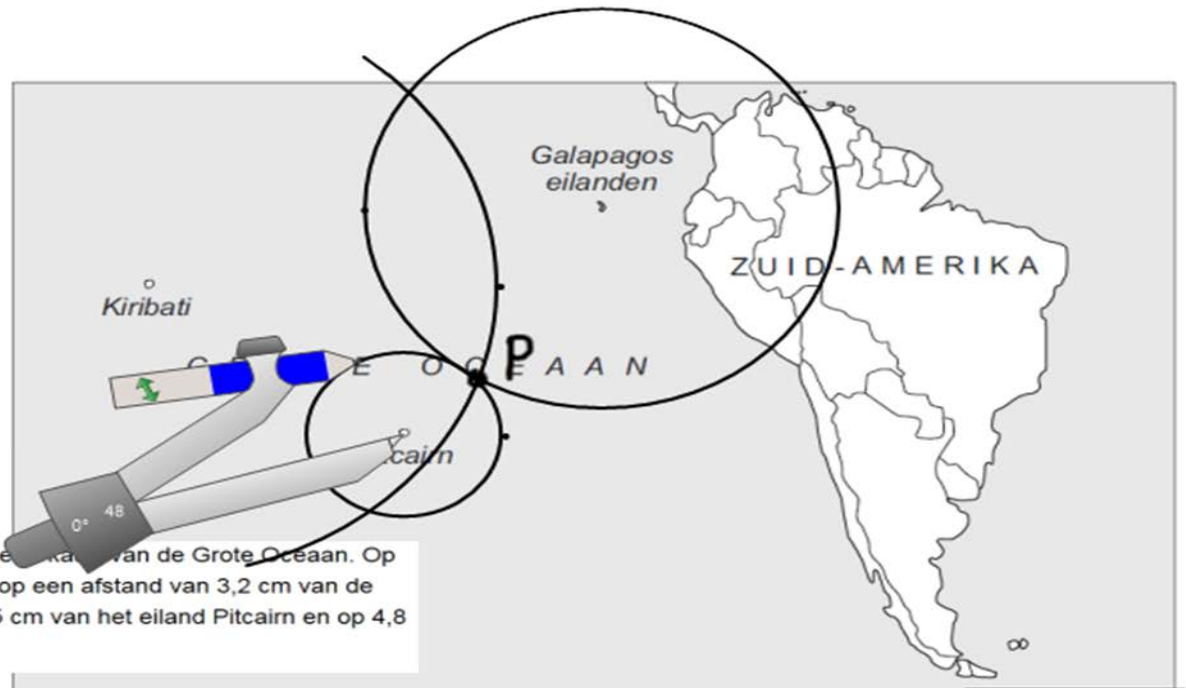 Galapagos
eilanden
ZUID-AMERIKA
Kiribati
P
E O AAN
cairn
0° 48
van de Grote Oceaan. Op
op een afstand van 3,2 cm van de
cm van het eiland Pitcairn en op 4,8